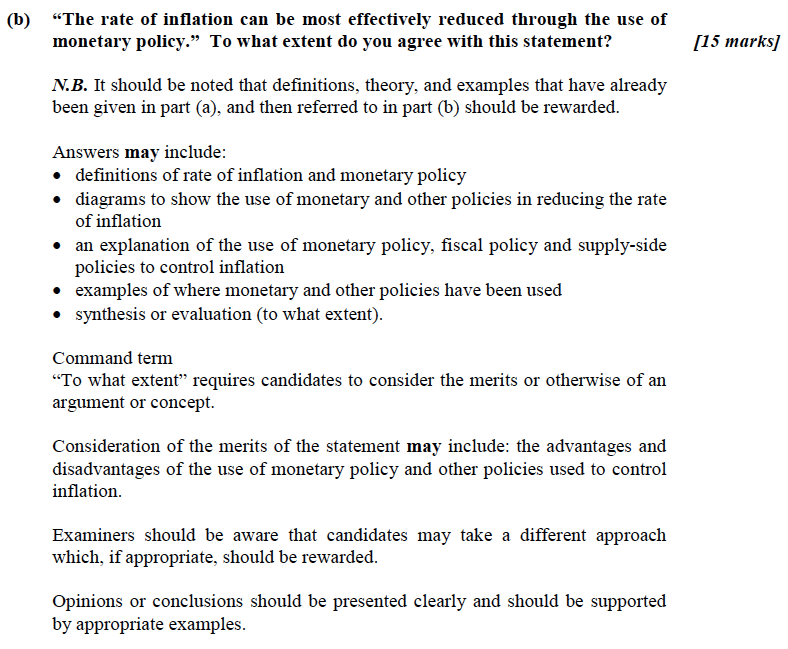 (b) “The rate of inflation can be most effectively reduced through the use of
monetary policy.” To what extent do you agree with this statement? [15 marks]
N.B. It should be noted that definitions, theory, and examples that have already
been given in part (a), and then referred to in part (b) should be rewarded.
Answers may include:
• definitions of rate of inflation and monetary policy
• diagrams to show the use of monetary and other policies in reducing the rate
of inflation
• an explanation of the use of monetary policy, fiscal policy and supply-side
policies to control inflation
• examples of where monetary and other policies have been used
• synthesis or evaluation (to what extent).
Command term
“To what extent” requires candidates to consider the merits or otherwise of an
argument or concept.
Consideration of the merits of the statement may include: the advantages and
disadvantages of the use of monetary policy and other policies used to control
inflation.
Examiners should be aware that candidates may take a different approach
which, if appropriate, should be rewarded.
Opinions or conclusions should be presented clearly and should be supported
by appropriate examples.